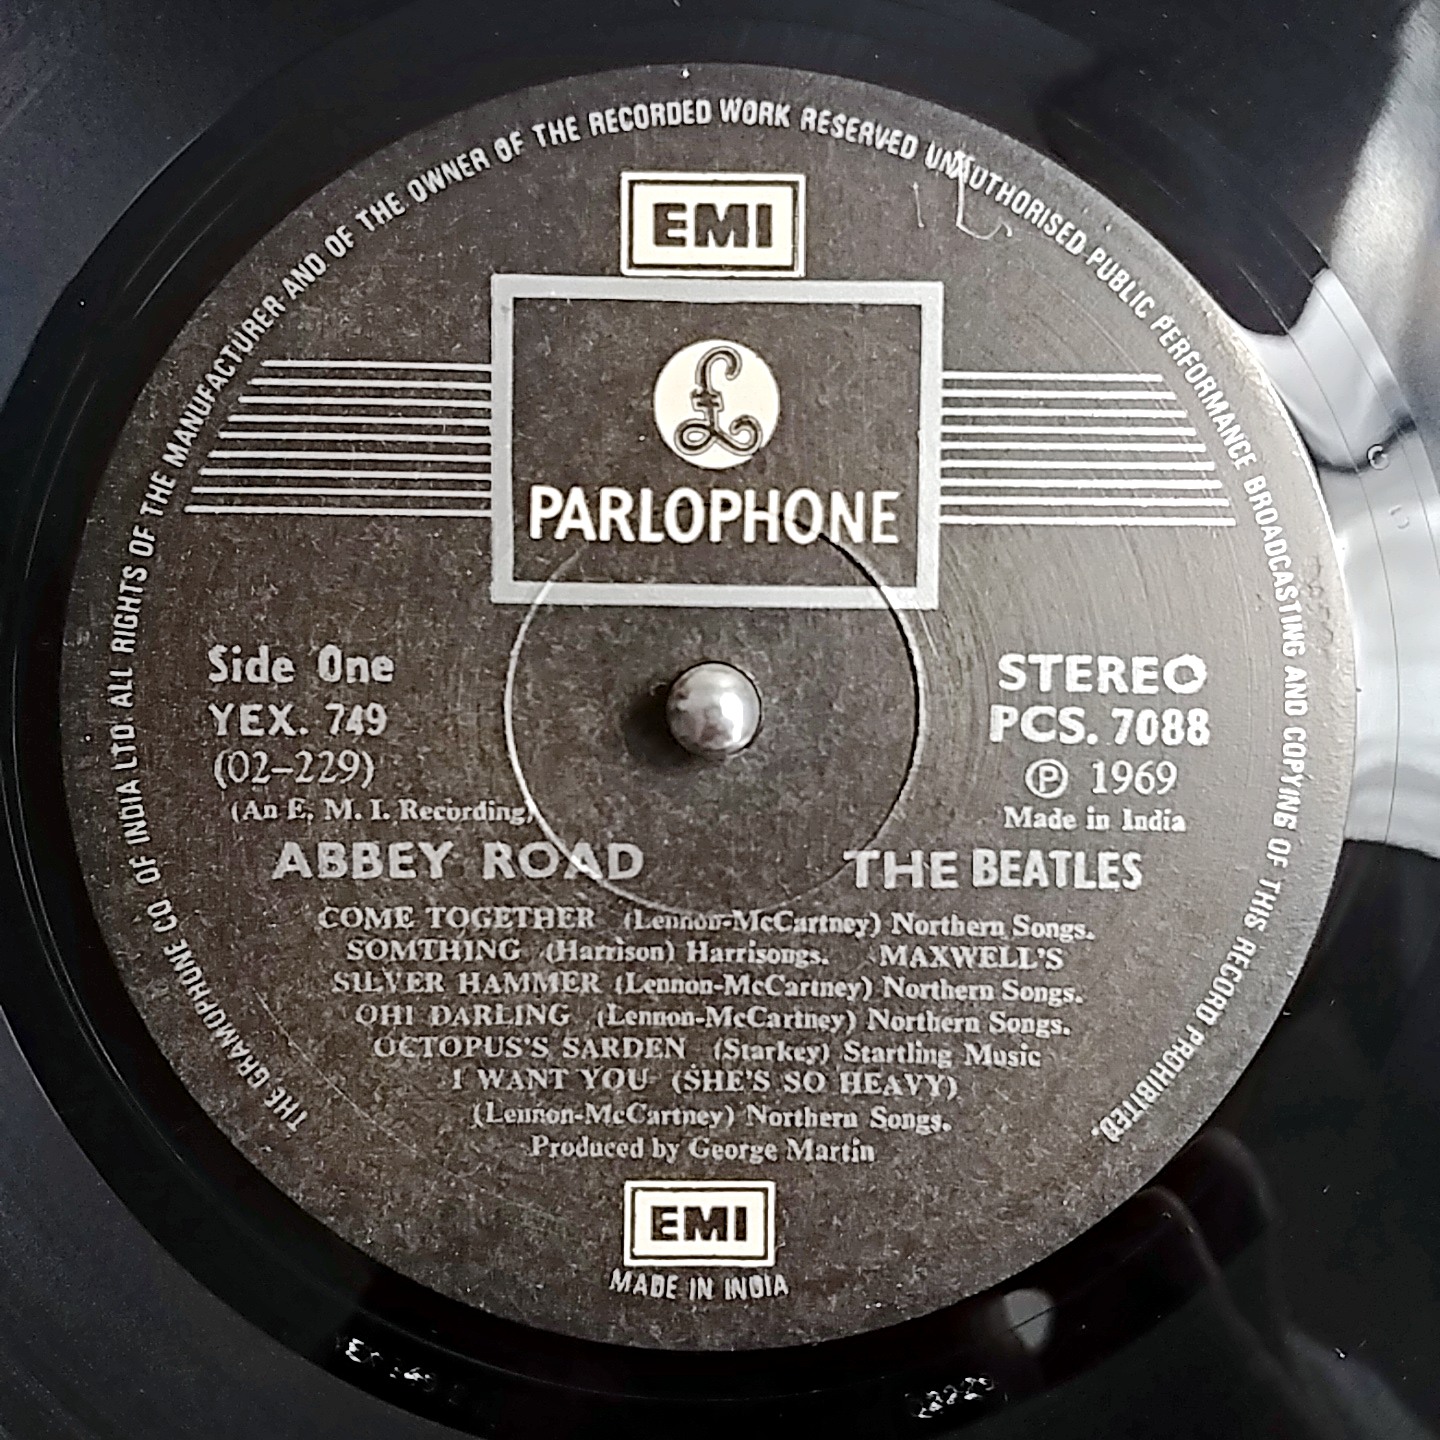 THE GRAMOPHONE CO. OF INDIA LTD. ALL RIGHTS OF THE MANUFACTURER AND OF THE OWNER OF THE RECORDED WORK RESERVED UNAUTHORISED PUBLIC PERFORMANCE BROADCASTING AND COPYING OF THIS RECORD PROHIBITED.
EMI
£
PARLOPHONE
Side One
YEX. 749
(02-229)
(An E. M. I. Recording)
STEREO
PCS. 7088
℗ 1969
Made in India
ABBEY ROAD THE BEATLES
COME TOGETHER (Lennon-McCartney) Northern Songs.
SOMTHING (Harrison) Harrisongs. MAXWELL'S
SILVER HAMMER (Lennon-McCartney) Northern Songs.
OH! DARLING (Lennon-McCartney) Northern Songs.
OCTOPUS'S SARDEN (Starkey) Startling Music
I WANT YOU (SHE'S SO HEAVY)
(Lennon-McCartney) Northern Songs.
Produced by George Martin
EMI
MADE IN INDIA